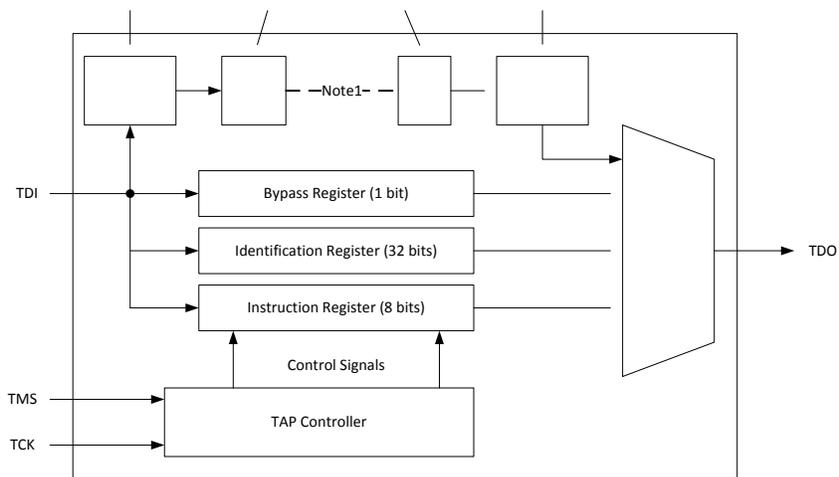 Note1
TDI
Bypass Register (1 bit)
Identification Register (32 bits)
TDO
Instruction Register (8 bits)
Control Signals
TMS
TAP Controller
TCK